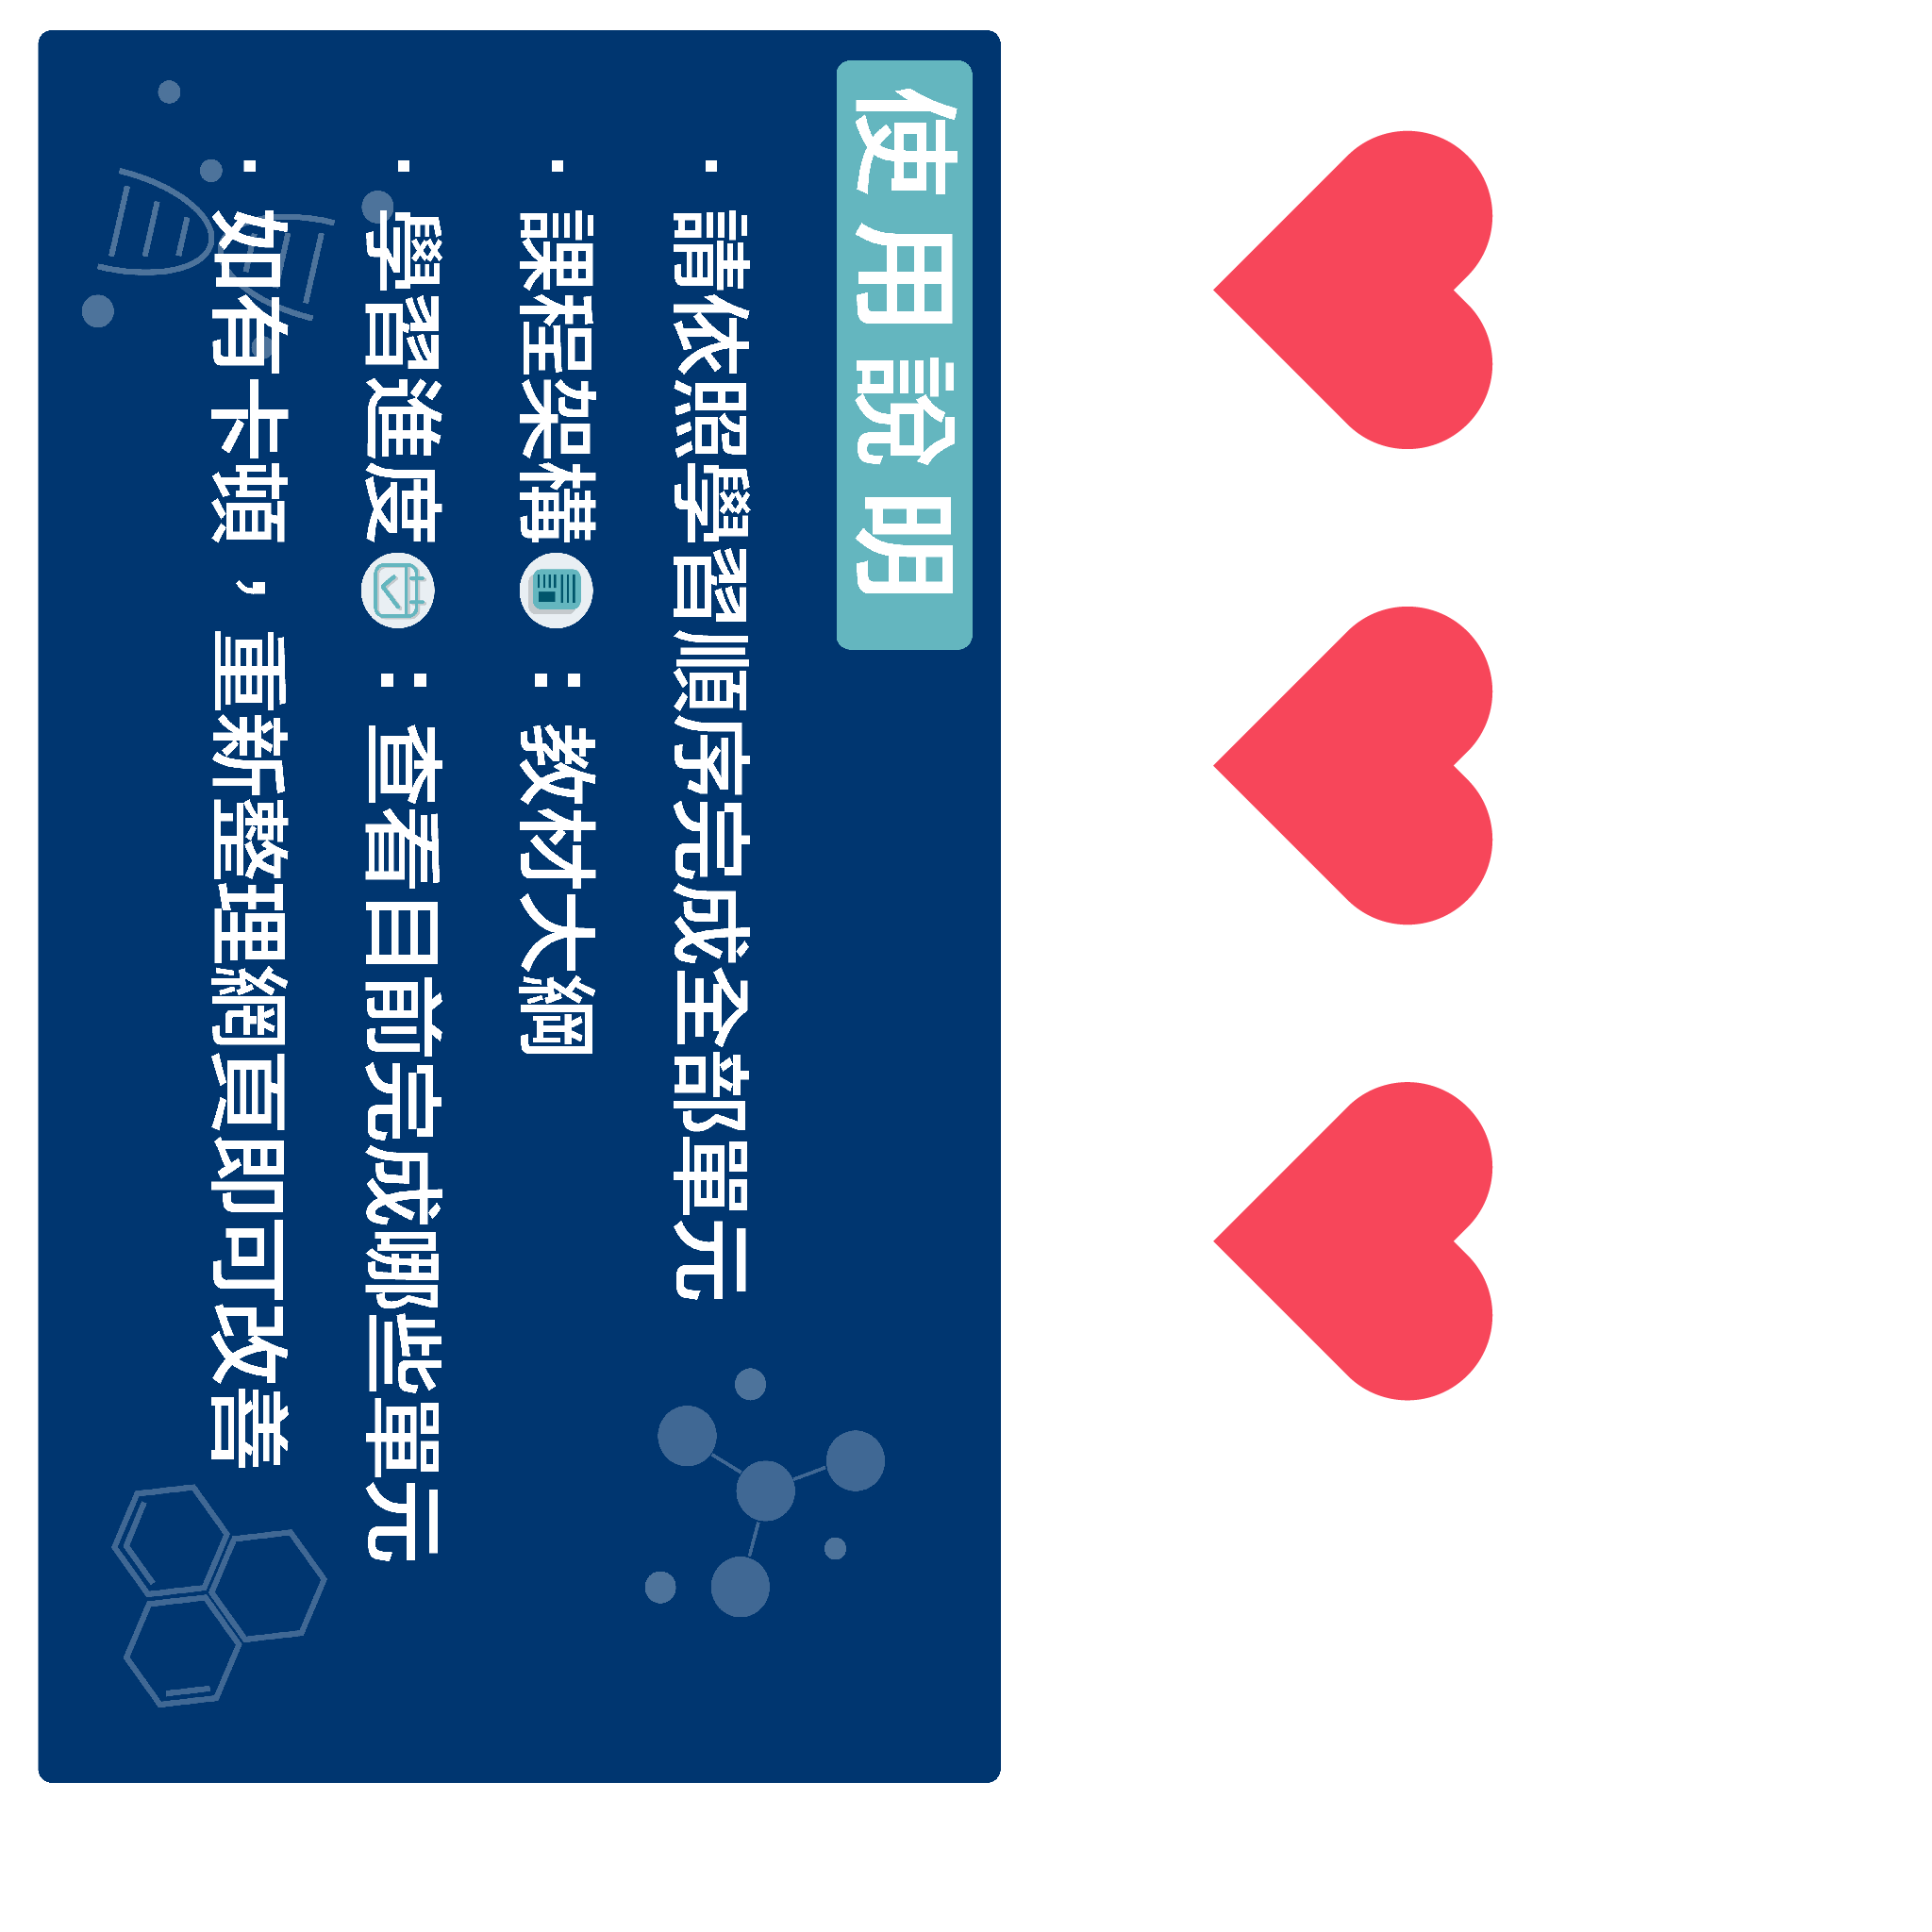 使用說明
· 請依照學習順序完成全部單元
· 課程架構：教材大綱
· 學習進度：查看目前完成哪些單元
· 如有卡頓，重新整理網頁即可改善